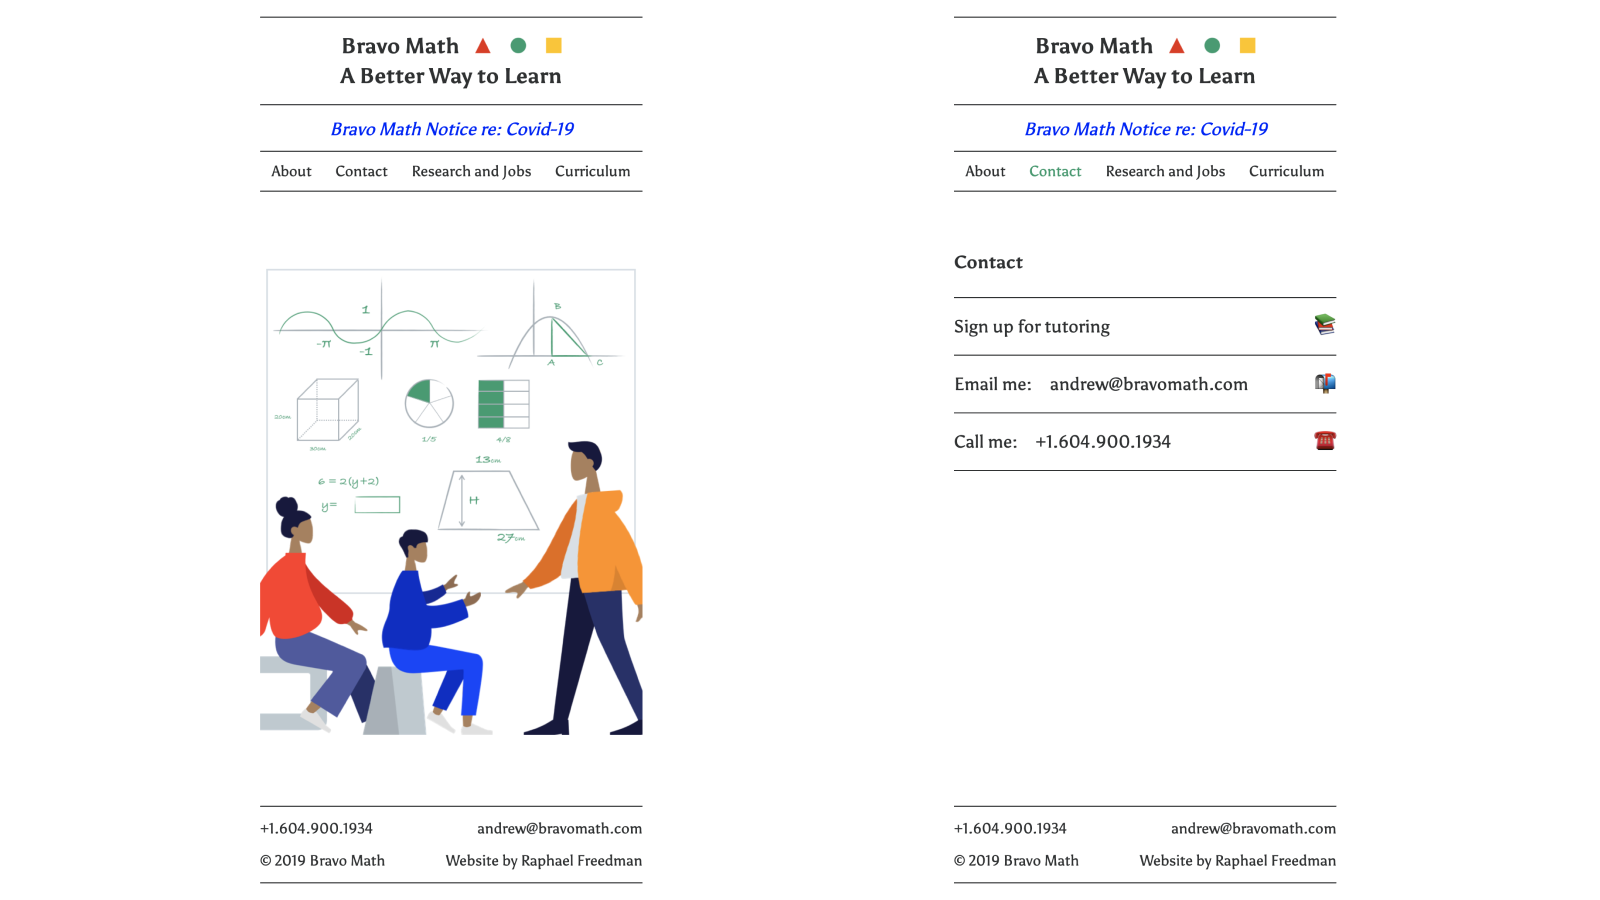 Bravo Math
A Better Way to Learn
Bravo Math Notice re: Covid-19
About Contact Research and Jobs Curriculum
1
-π
-1
π
B
A
C
20cm
30cm
20cm
1/5
4/8
13cm
6 = 2(y+2)
y=
H
27cm
+1.604.900.1934 andrew@bravomath.com
© 2019 Bravo Math Website by Raphael Freedman
Bravo Math
A Better Way to Learn
Bravo Math Notice re: Covid-19
About Contact Research and Jobs Curriculum
Contact
Sign up for tutoring
Email me: andrew@bravomath.com
Call me: +1.604.900.1934
+1.604.900.1934 andrew@bravomath.com
© 2019 Bravo Math Website by Raphael Freedman